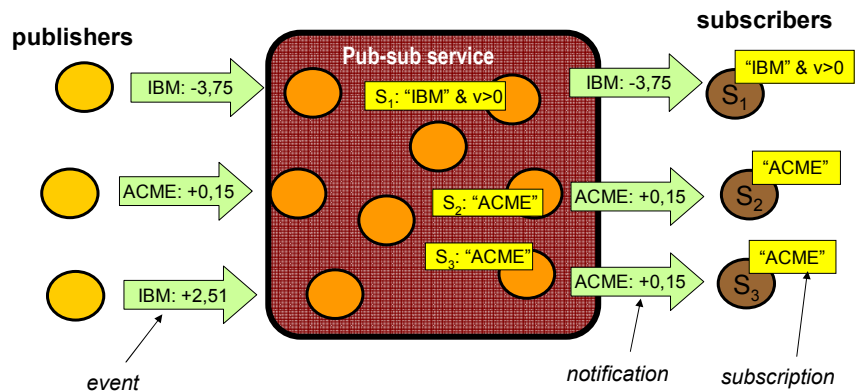 publishers
subscribers
Pub-sub service
IBM: -3,75
S₁: “IBM” & v>0
IBM: -3,75
“IBM” & v>0
S₁
ACME: +0,15
S₂: “ACME”
ACME: +0,15
“ACME”
S₂
IBM: +2,51
S₃: “ACME”
ACME: +0,15
“ACME”
S₃
event
notification
subscription